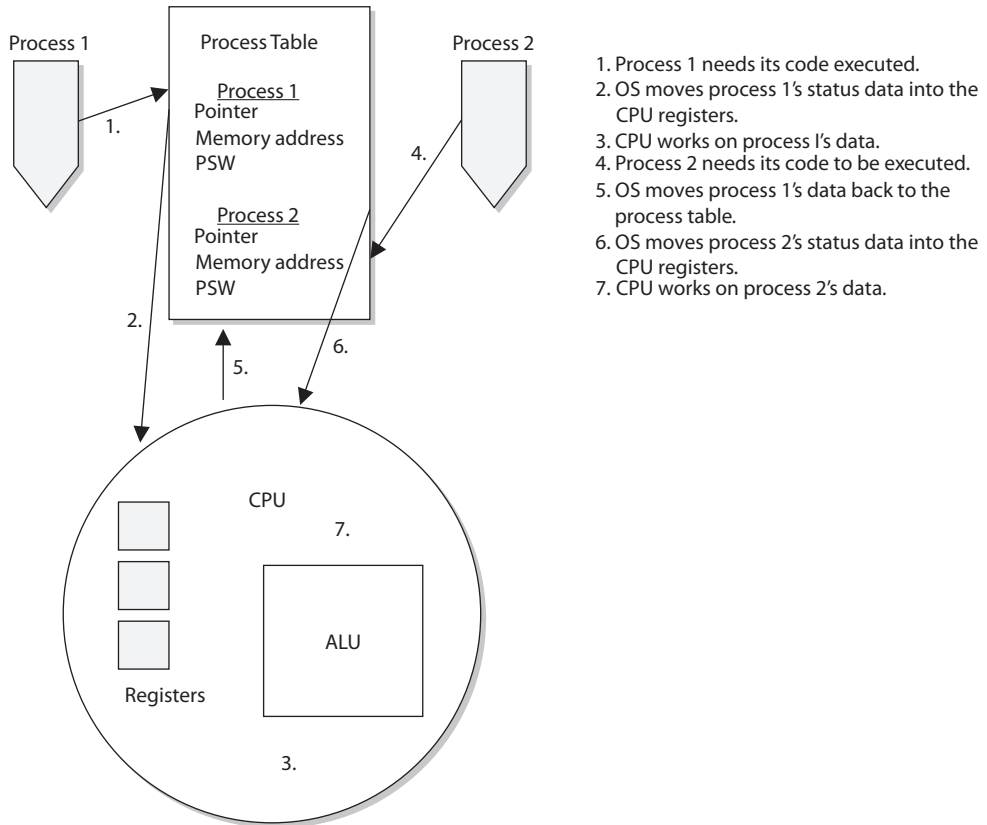 Process 1
Process Table
Process 2
Process 1
Pointer
Memory address
PSW
Process 2
Pointer
Memory address
PSW
1.
4.
2.
6.
5.
CPU
7.
ALU
Registers
3.
1. Process 1 needs its code executed.
2. OS moves process 1's status data into the
CPU registers.
3. CPU works on process l's data.
4. Process 2 needs its code to be executed.
5. OS moves process 1's data back to the
process table.
6. OS moves process 2's status data into the
CPU registers.
7. CPU works on process 2's data.